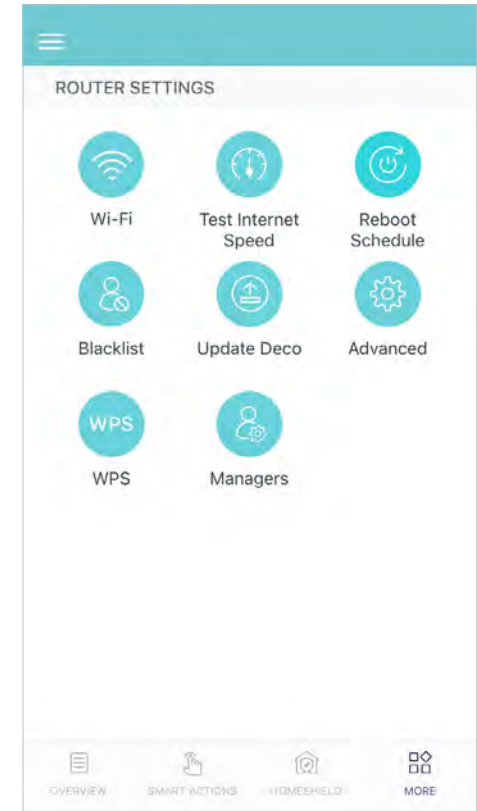 ROUTER SETTINGS
Wi-Fi
Test Internet
Speed
Reboot
Schedule
Blacklist
Update Deco
Advanced
WPS
WPS
Managers
OVERVIEW
SMART ACTIONS
HOMESHIELD
MORE